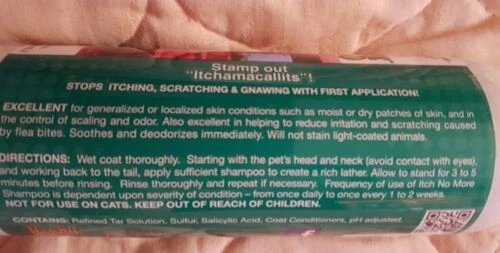 Stamp out
"Itchamacallits"!
STOPS ITCHING, SCRATCHING & GNAWING WITH FIRST APPLICATION!
EXCELLENT for generalized or localized skin conditions such as moist or dry patches of skin, and in
the control of scaling and odor. Also excellent in helping to reduce irritation and scratching caused
by flea bites. Soothes and deodorizes immediately. Will not stain light-coated animals.
DIRECTIONS: Wet coat thoroughly. Starting with the pet's head and neck (avoid contact with eyes),
and working back to the tail, apply sufficient shampoo to create a rich lather. Allow to stand for 3 to 5
minutes before rinsing. Rinse thoroughly and repeat if necessary. Frequency of use of Itch No More
Shampoo is dependent upon severity of condition – from once daily to once every 1 to 2 weeks.
NOT FOR USE ON CATS. KEEP OUT OF REACH OF CHILDREN.
CONTAINS: Refined Tar Solution, Sulfur, Salicylic Acid, Coat Conditioners, pH adjusted.